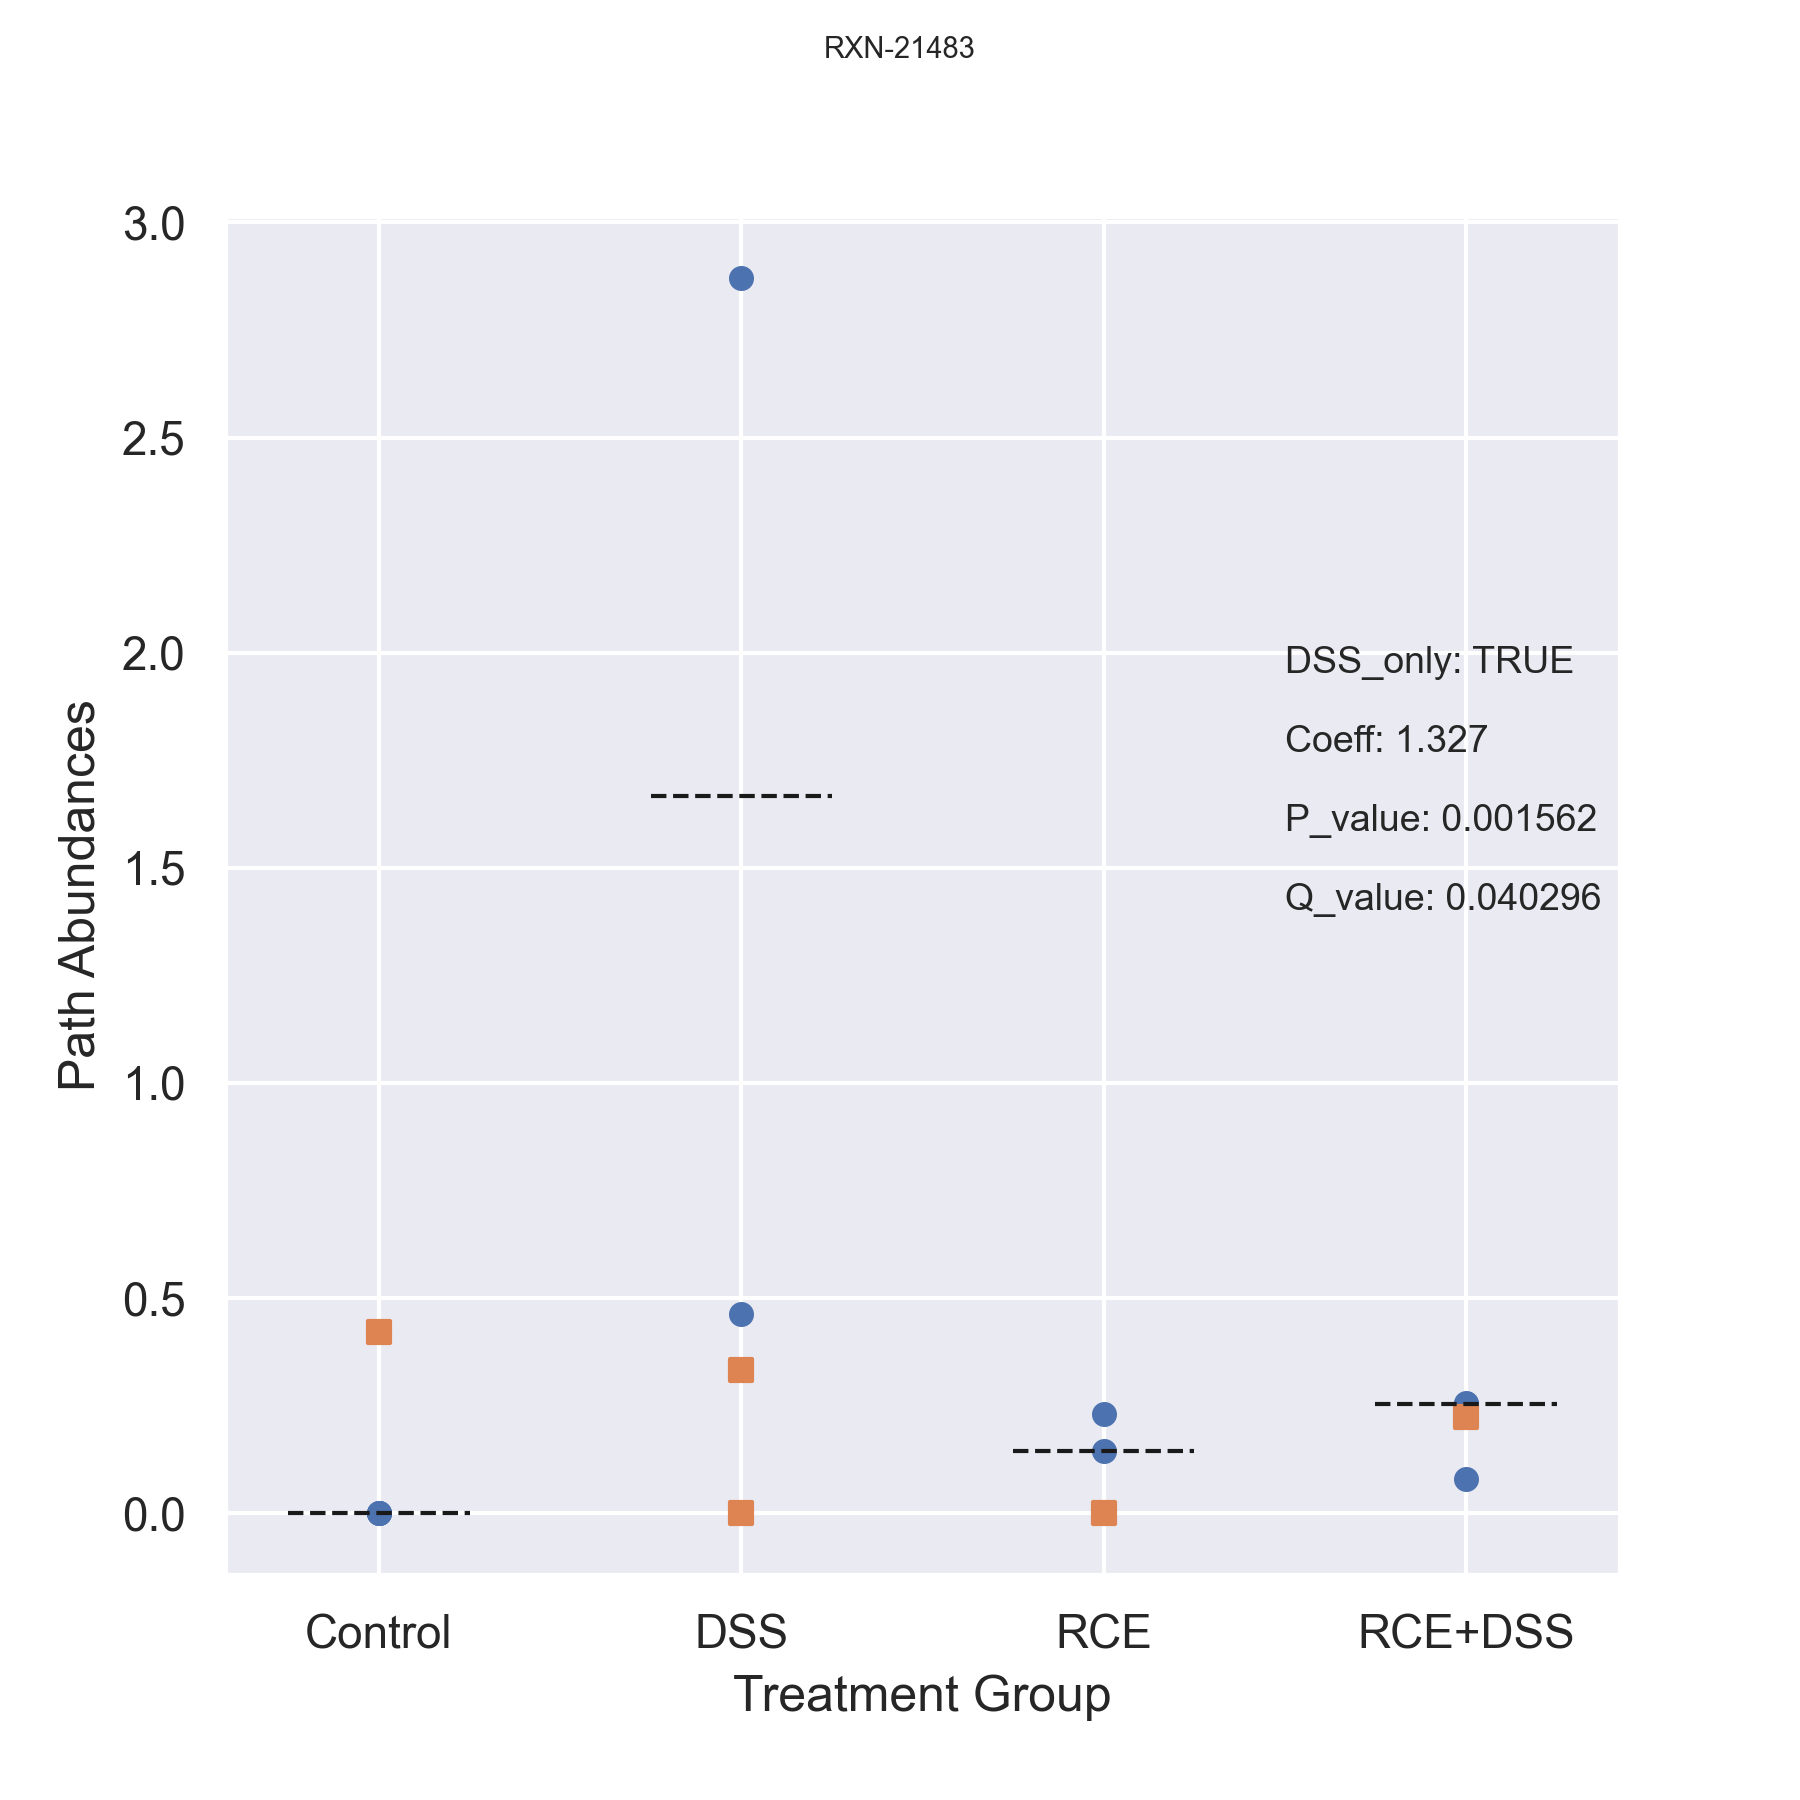 RXN-21483
3.0
2.5
2.0
1.5
1.0
0.5
0.0
Path Abundances
DSS_only: TRUE
Coeff: 1.327
P_value: 0.001562
Q_value: 0.040296
Control DSS RCE RCE+DSS
Treatment Group